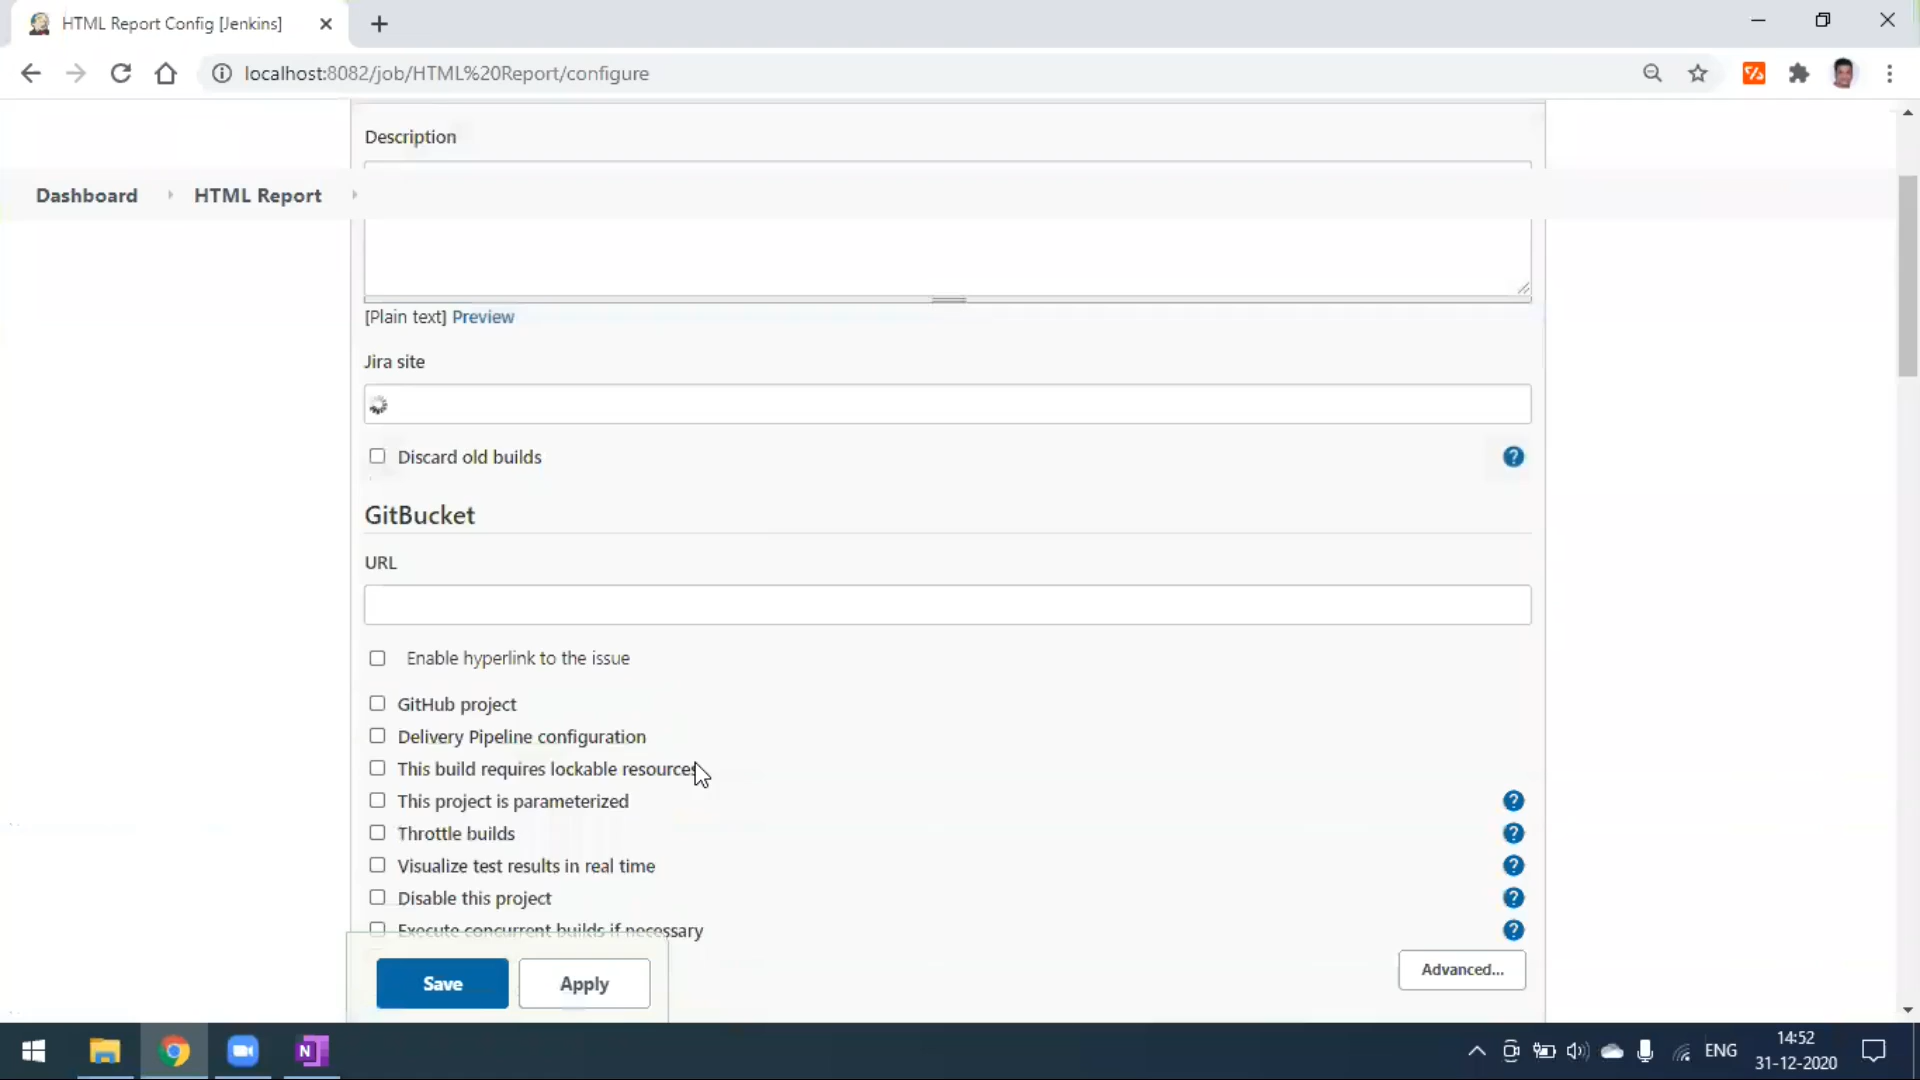 HTML Report Config [Jenkins]
localhost:8082/job/HTML%20Report/configure
Description
Dashboard
HTML Report
[Plain text] Preview
Jira site
Discard old builds
?
GitBucket
URL
Enable hyperlink to the issue
GitHub project
Delivery Pipeline configuration
This build requires lockable resources
This project is parameterized
?
Throttle builds
?
Visualize test results in real time
?
Disable this project
?
Execute concurrent builds if necessary
?
Advanced...
Save
Apply
N
ENG
14:52
31-12-2020